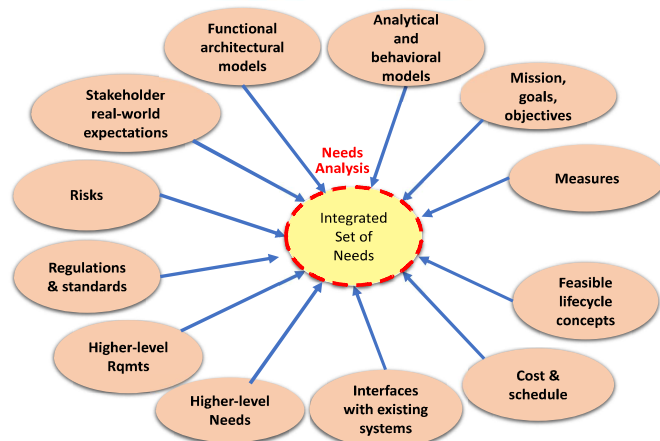 Functional
architectural
models
Analytical
and
behavioral
models
Mission,
goals,
objectives
Stakeholder
real-world
expectations
Needs
Analysis
Measures
Risks
Integrated
Set of
Needs
Regulations
& standards
Feasible
lifecycle
concepts
Higher-level
Rqmts
Cost &
schedule
Higher-level
Needs
Interfaces
with existing
systems